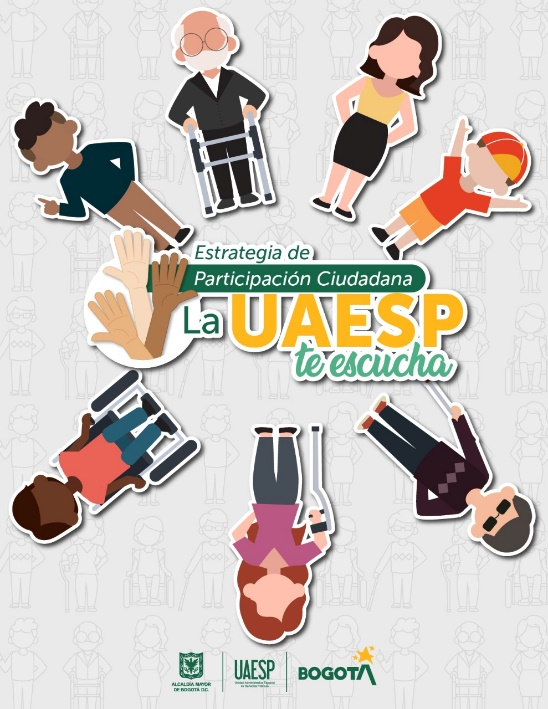 Estrategia de
Participación Ciudadana
La UAESP
te escucha
ALCALDÍA MAYOR
DE BOGOTÁ D.C.
UAESP
BOGOTA